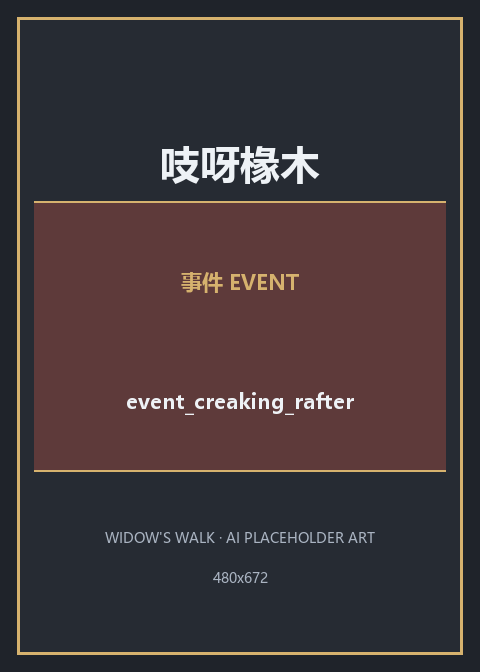 吱呀椽木
事件 EVENT
event_creaking_rafter
WIDOW'S WALK · AI PLACEHOLDER ART
480x672